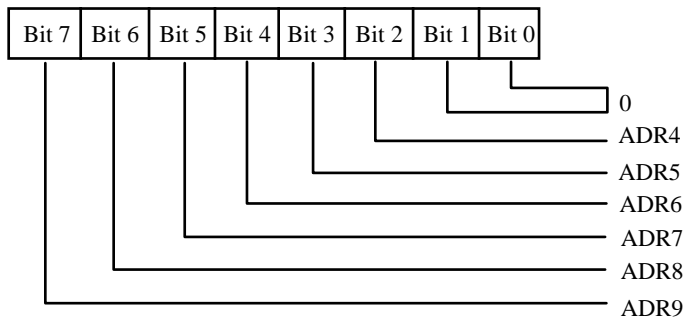 Bit 7 Bit 6 Bit 5 Bit 4 Bit 3 Bit 2 Bit 1 Bit 0
0
ADR4
ADR5
ADR6
ADR7
ADR8
ADR9